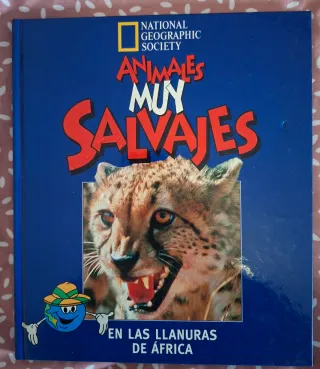 NATIONAL
GEOGRAPHIC
SOCIETY
ANIMALES
MUY
SALVAJES
EN LAS LLANURAS
DE ÁFRICA